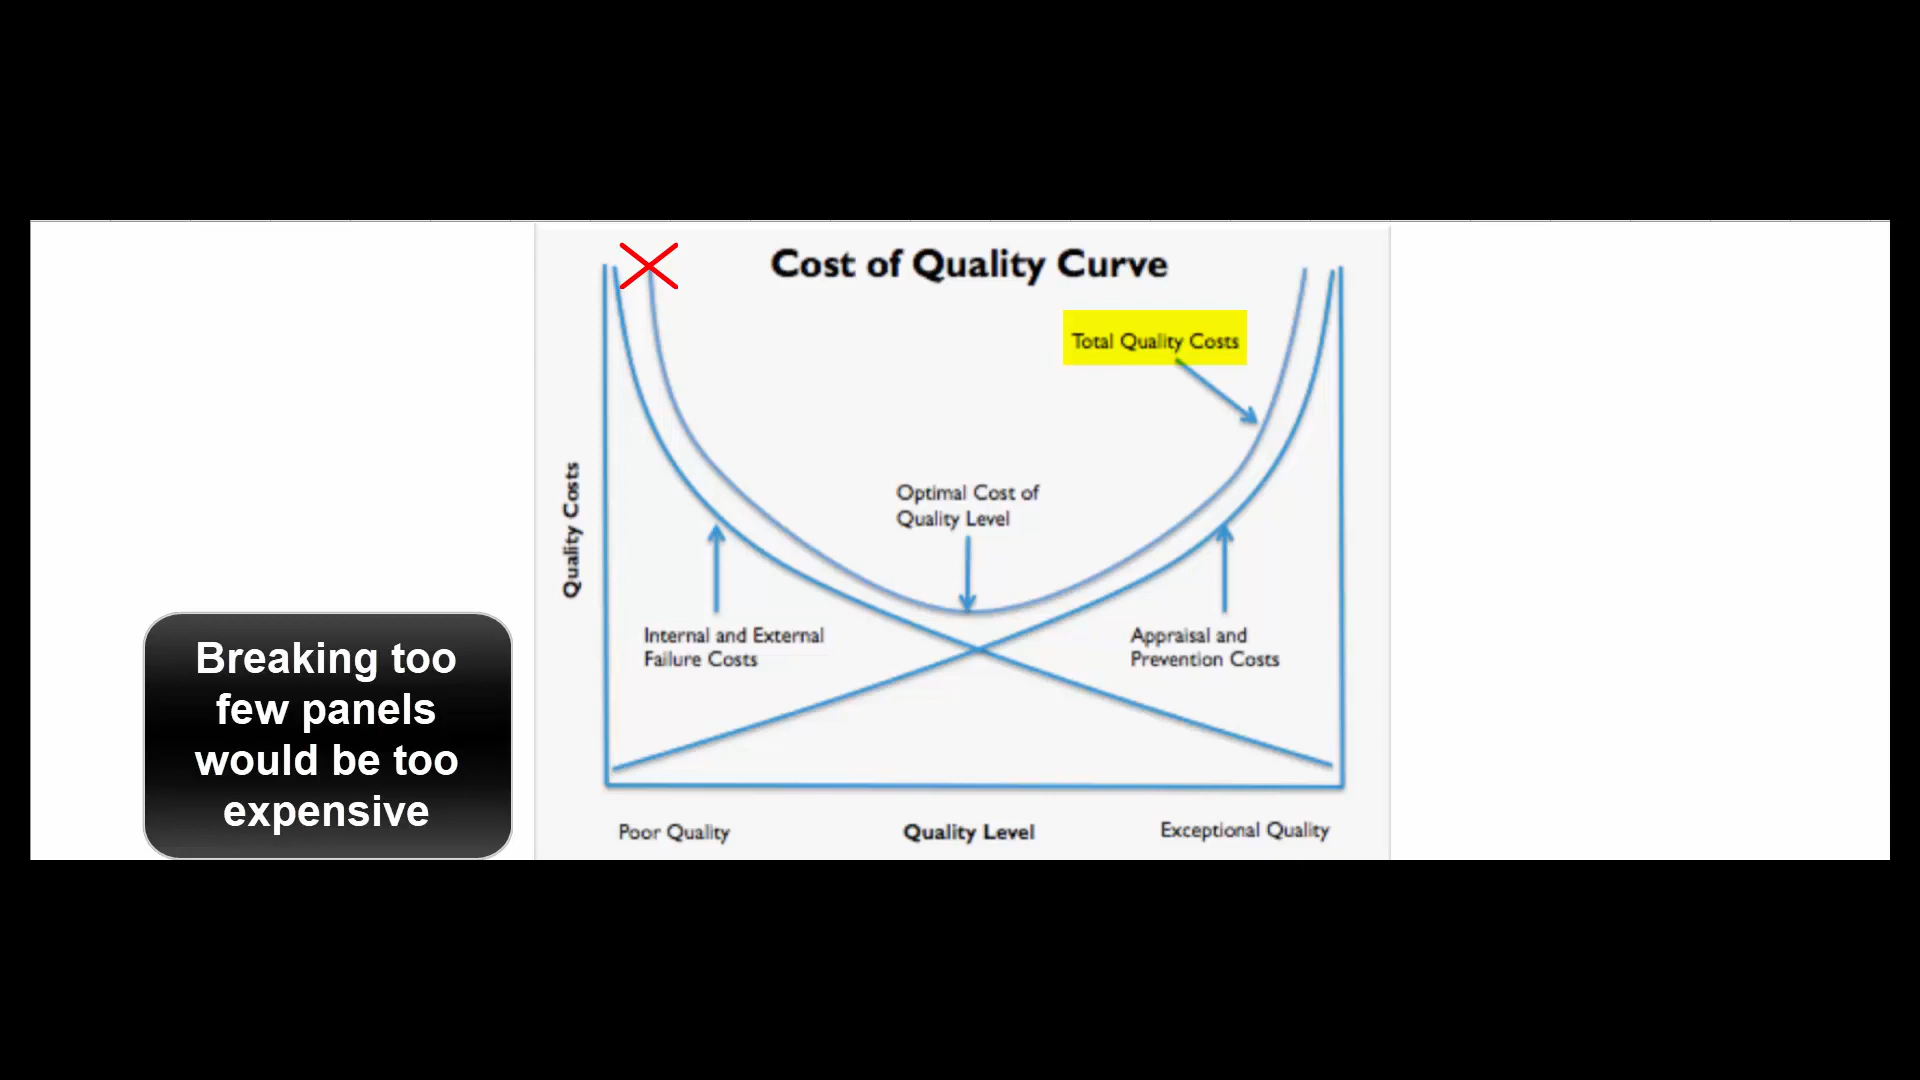 Cost of Quality Curve
Total Quality Costs
Optimal Cost of
Quality Level
Quality Costs
Internal and External
Failure Costs
Appraisal and
Prevention Costs
Breaking too
few panels
would be too
expensive
Poor Quality
Quality Level
Exceptional Quality